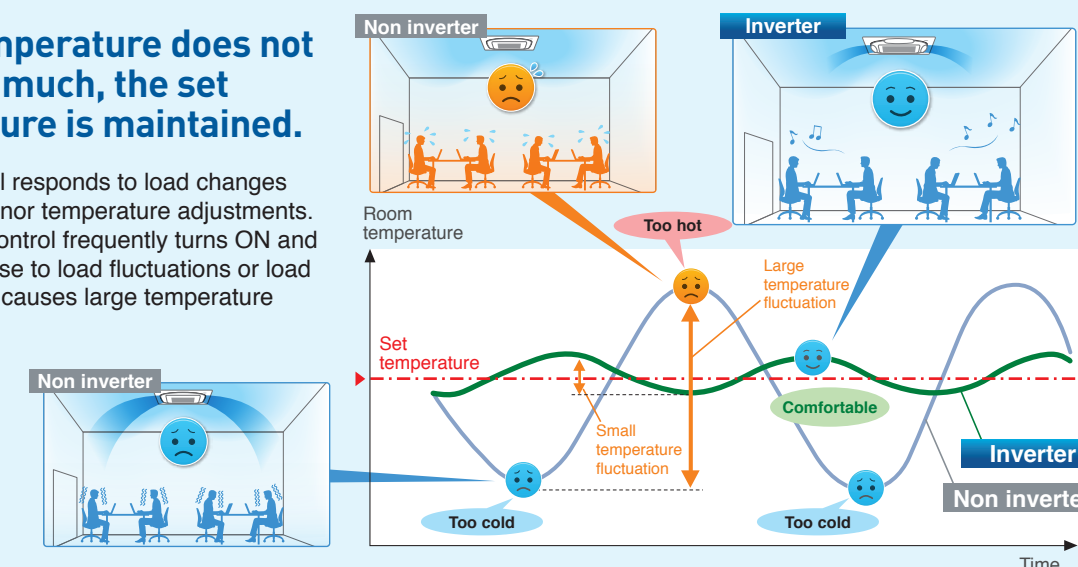 mperature does not
much, the set
ure is maintained.
l responds to load changes
nor temperature adjustments.
ontrol frequently turns ON and
se to load fluctuations or load
causes large temperature
Non inverter
Inverter
Room
temperature
Too hot
Large
temperature
fluctuation
Set
temperature
Non inverter
Comfortable
Small
temperature
fluctuation
Inverter
Non inverte
Too cold
Too cold
Time